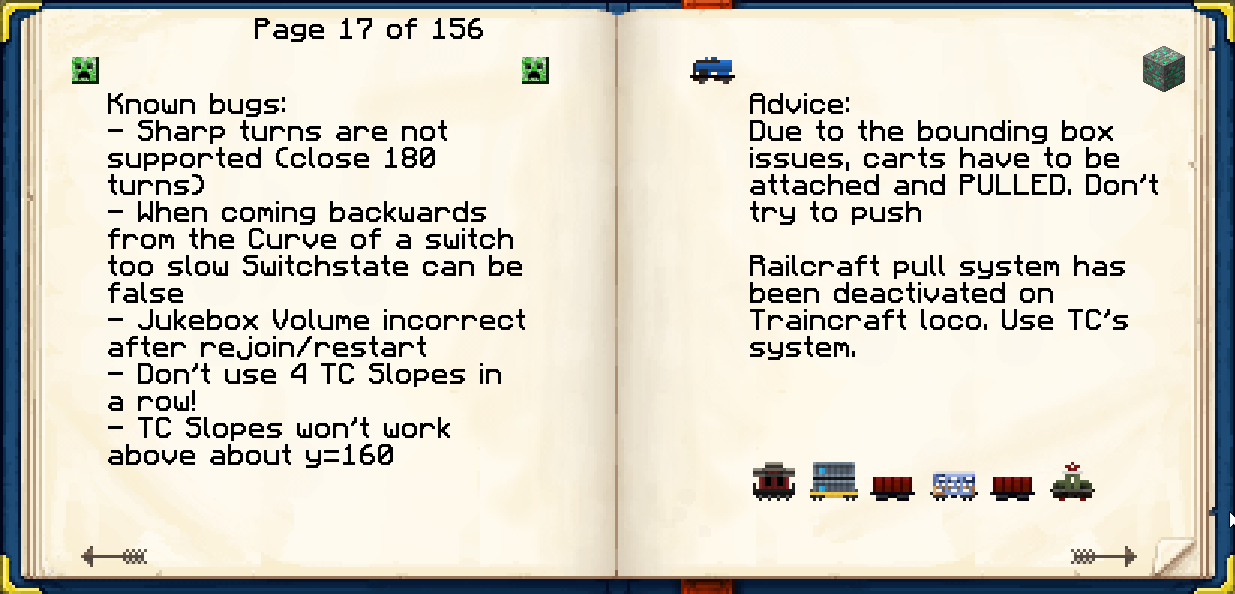 Page 17 of 156
Known bugs:
- Sharp turns are not
supported (close 180
turns)
- When coming backwards
from the Curve of a switch
too slow Switchstate can be
false
- Jukebox Volume incorrect
after rejoin/restart
- Don't use 4 TC Slopes in
a row!
- TC Slopes won't work
above about y=160
Advice:
Due to the bounding box
issues, carts have to be
attached and PULLED. Don't
try to push
Railcraft pull system has
been deactivated on
Traincraft loco. Use TC's
system.